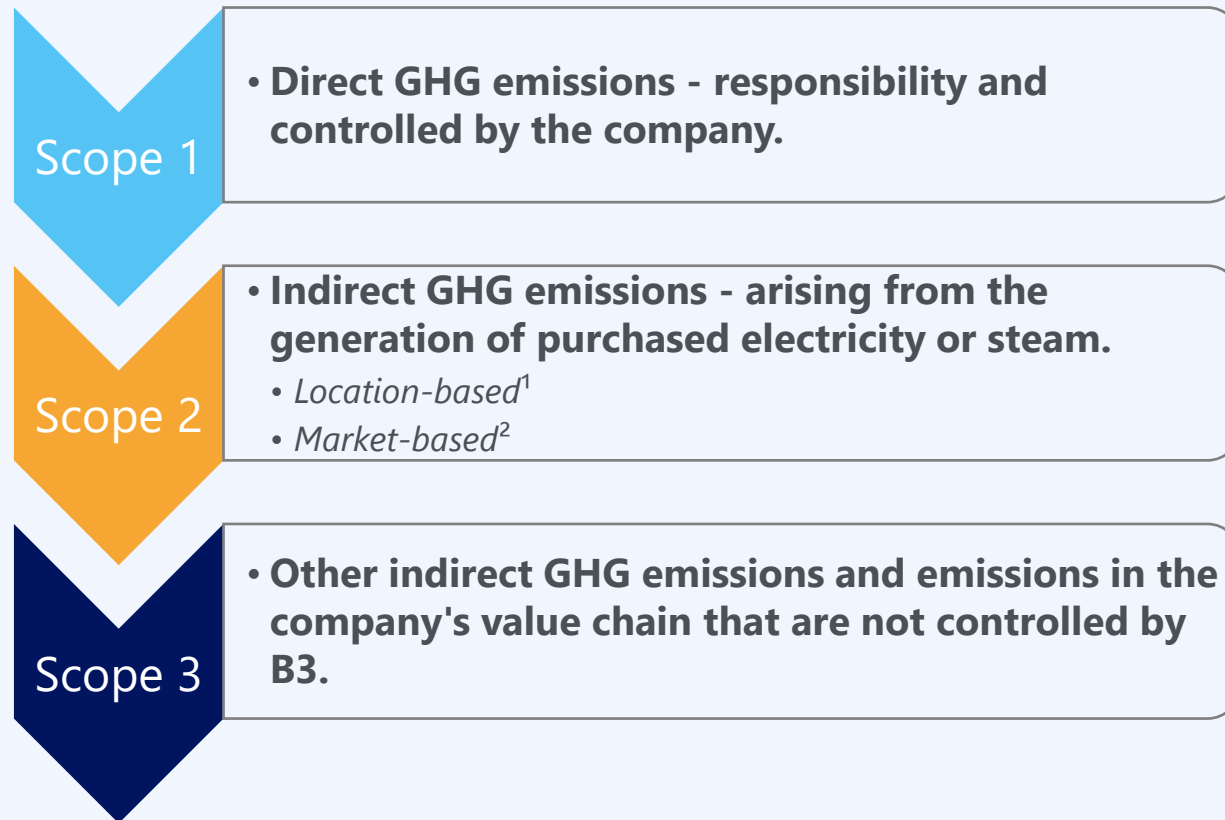 Scope 1
• Direct GHG emissions - responsibility and
controlled by the company.
Scope 2
• Indirect GHG emissions - arising from the
generation of purchased electricity or steam.
• Location-based¹
• Market-based²
Scope 3
• Other indirect GHG emissions and emissions in the
company's value chain that are not controlled by
B3.